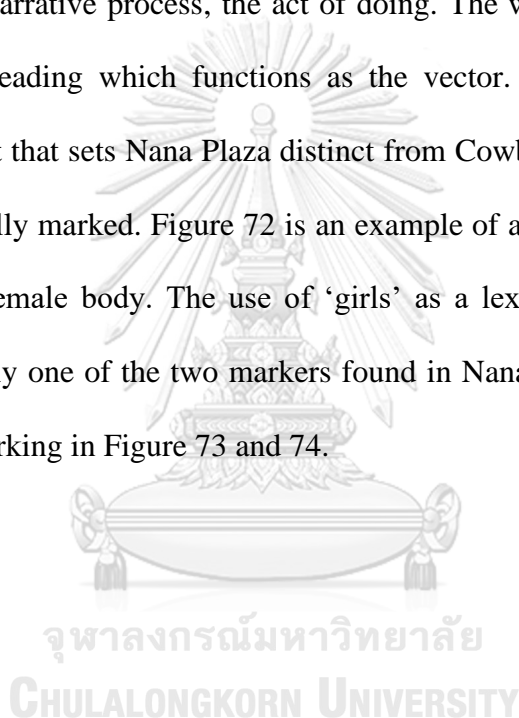 arrative process, the act of doing. The w
eading which functions as the vector.
t that sets Nana Plaza distinct from Cowb
lly marked. Figure 72 is an example of a
emale body. The use of ‘girls’ as a lex
y one of the two markers found in Nana
rking in Figure 73 and 74.
จุฬาลงกรณ์มหาวิทยาลัย
CHULALONGKORN UNIVERSITY